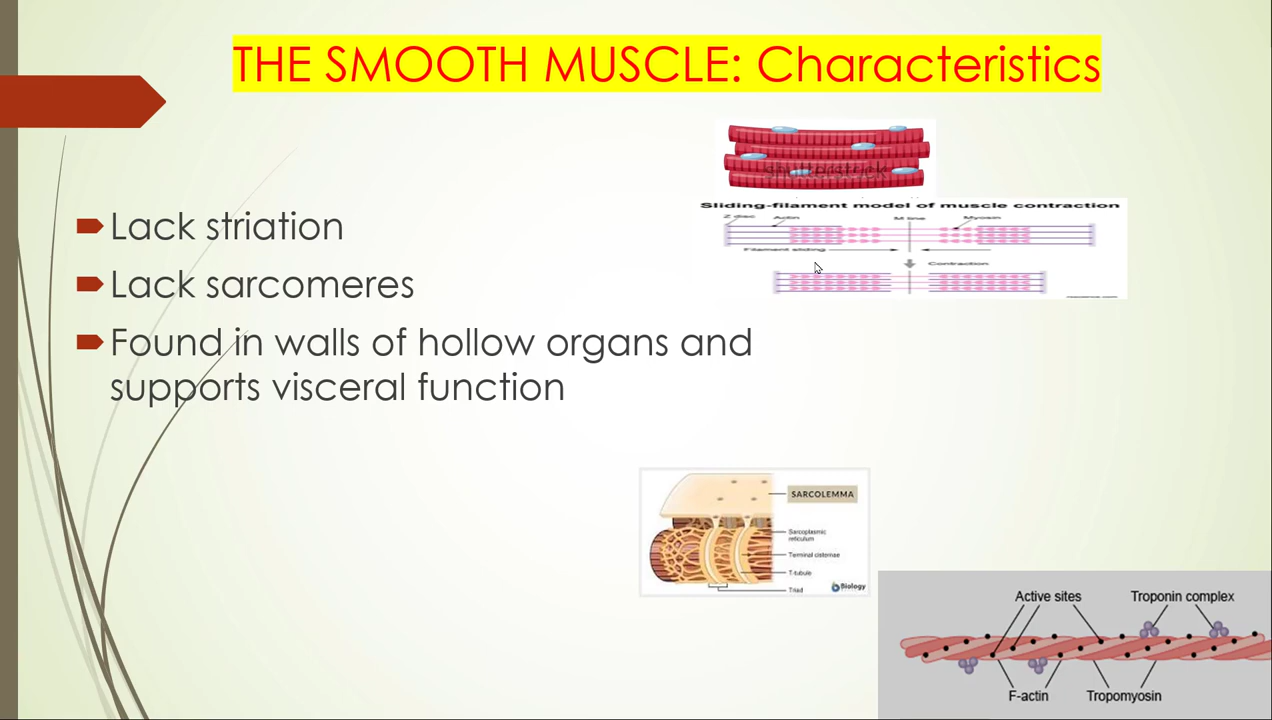 THE SMOOTH MUSCLE: Characteristics
shutterstock
Sliding-filament model of muscle contraction
Z disc Actin M line Myosin
Filament sliding
Contraction
Lack striation
Lack sarcomeres
Found in walls of hollow organs and
supports visceral function
SARCOLEMMA
Sarcoplasmic
reticulum
Terminal cisternae
T-tubule
Triad
Biology
Active sites Troponin complex
F-actin Tropomyosin